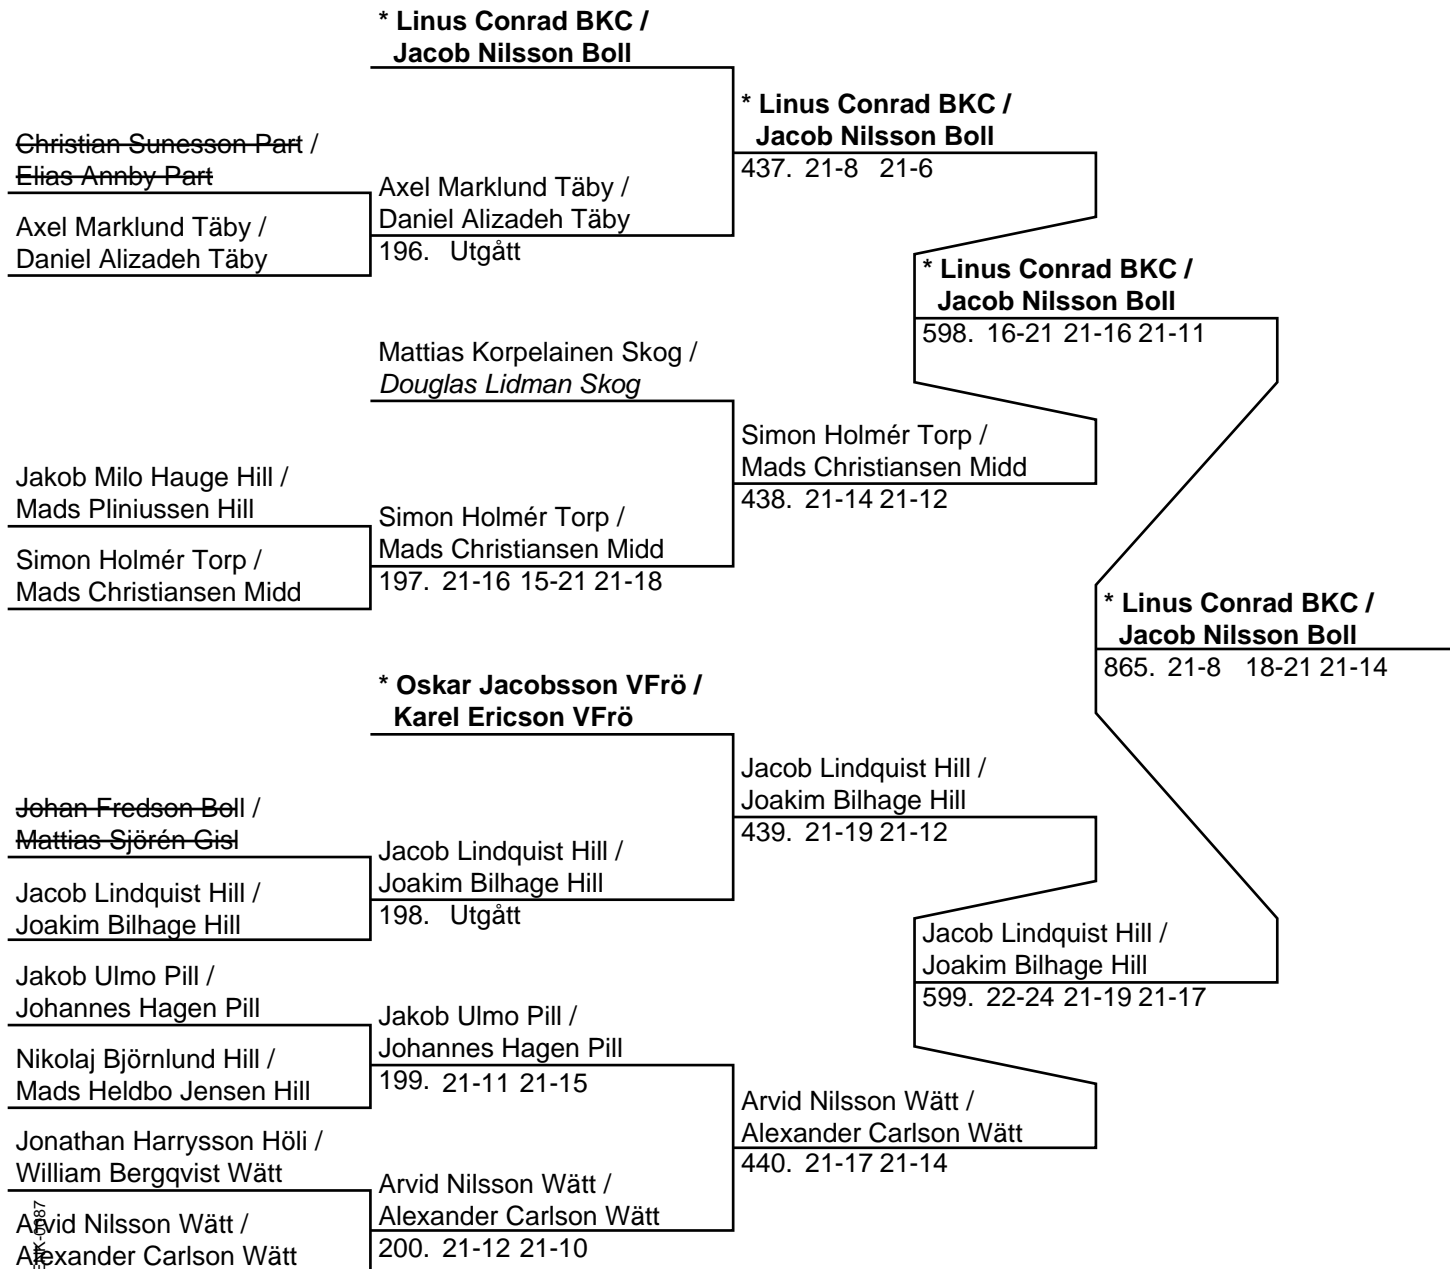 * Linus Conrad BKC /
Jacob Nilsson Boll
* Linus Conrad BKC /
Jacob Nilsson Boll
437. 21-8 21-6
Christian Sunesson Part /
Elias Annby Part
Axel Marklund Täby /
Daniel Alizadeh Täby
196. Utgått
Axel Marklund Täby /
Daniel Alizadeh Täby
* Linus Conrad BKC /
Jacob Nilsson Boll
598. 16-21 21-16 21-11
Mattias Korpelainen Skog /
Douglas Lidman Skog
Simon Holmér Torp /
Mads Christiansen Midd
438. 21-14 21-12
Jakob Milo Hauge Hill /
Mads Pliniussen Hill
Simon Holmér Torp /
Mads Christiansen Midd
197. 21-16 15-21 21-18
Simon Holmér Torp /
Mads Christiansen Midd
* Linus Conrad BKC /
Jacob Nilsson Boll
865. 21-8 18-21 21-14
* Oskar Jacobsson VFrö /
Karel Ericson VFrö
Jacob Lindquist Hill /
Joakim Bilhage Hill
439. 21-19 21-12
Johan Fredson Boll /
Mattias Sjörén Gisl
Jacob Lindquist Hill /
Joakim Bilhage Hill
198. Utgått
Jacob Lindquist Hill /
Joakim Bilhage Hill
Jacob Lindquist Hill /
Joakim Bilhage Hill
599. 22-24 21-19 21-17
Jakob Ulmo Pill /
Johannes Hagen Pill
Jakob Ulmo Pill /
Johannes Hagen Pill
199. 21-11 21-15
Nikolaj Björnlund Hill /
Mads Heldbo Jensen Hill
Arvid Nilsson Wätt /
Alexander Carlson Wätt
440. 21-17 21-14
Jonathan Harrysson Höli /
William Bergqvist Wätt
Arvid Nilsson Wätt /
Alexander Carlson Wätt
200. 21-12 21-10
Arvid Nilsson Wätt /
Alexander Carlson Wätt